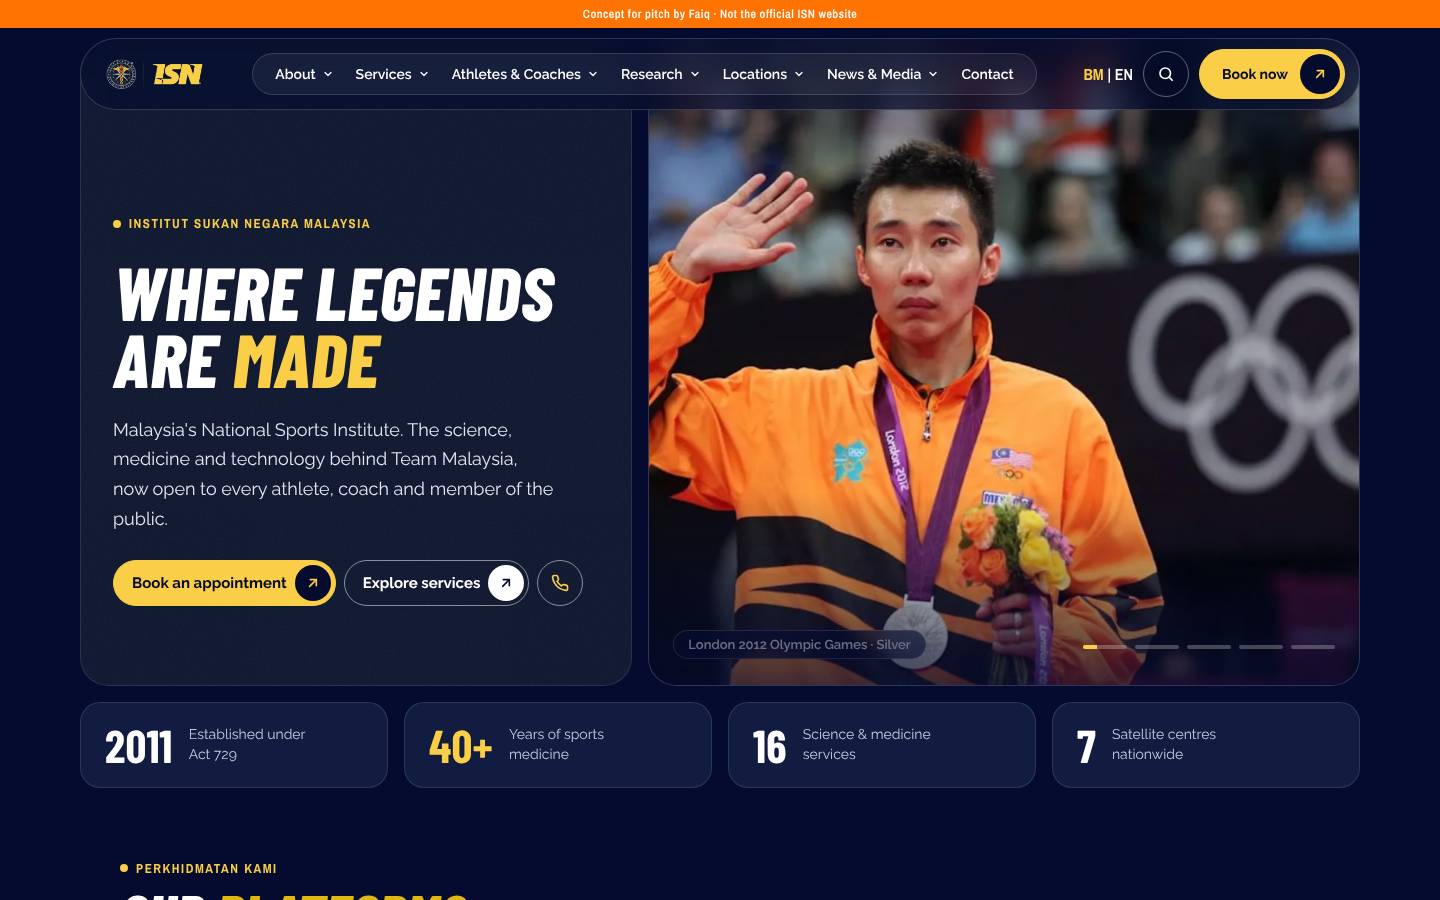 Concept for pitch by Faiq · Not the official ISN website
ISN
About
Services
Athletes & Coaches
Research
Locations
News & Media
Contact
BM | EN
Book now
INSTITUT SUKAN NEGARA MALAYSIA
WHERE LEGENDS
ARE MADE
Malaysia's National Sports Institute. The science,
medicine and technology behind Team Malaysia,
now open to every athlete, coach and member of the
public.
Book an appointment
Explore services
London 2012
London 2012 Olympic Games · Silver
2011
Established under
Act 729
40+
Years of sports
medicine
16
Science & medicine
services
7
Satellite centres
nationwide
PERKHIDMATAN KAMI
OUR PLATFORMS